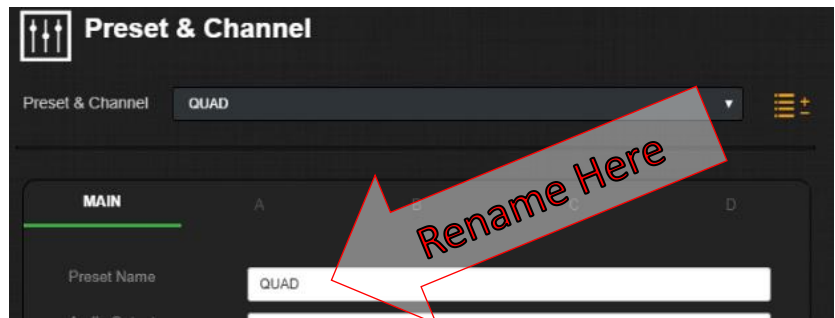 Preset & Channel
Preset & Channel QUAD
Rename Here
MAIN A B C D
Preset Name QUAD